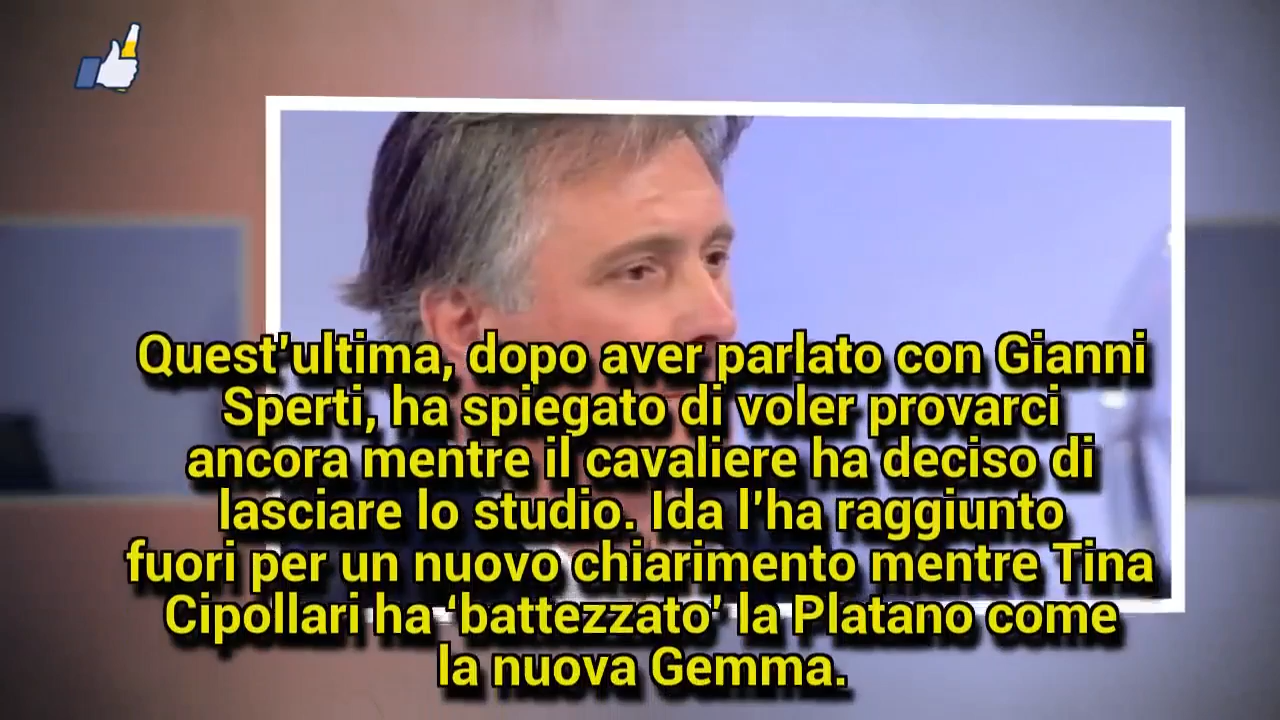 Quest'ultima, dopo aver parlato con Gianni
Sperti, ha spiegato di voler provarci
ancora mentre il cavaliere ha deciso di
lasciare lo studio. Ida l'ha raggiunto
fuori per un nuovo chiarimento mentre Tina
Cipollari ha ‘battezzato’ la Platano come
la nuova Gemma.